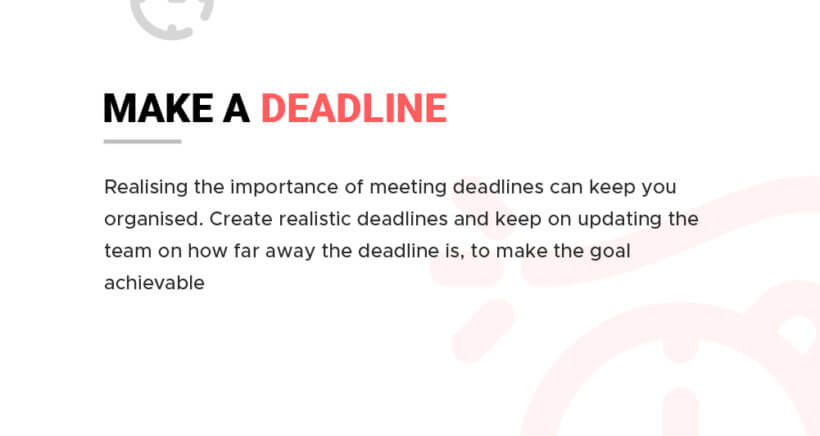 MAKE A DEADLINE
Realising the importance of meeting deadlines can keep you
organised. Create realistic deadlines and keep on updating the
team on how far away the deadline is, to make the goal
achievable